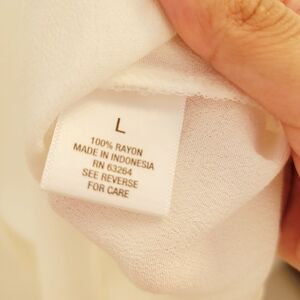 L
100% RAYON
MADE IN INDONESIA
RN 63264
SEE REVERSE
FOR CARE